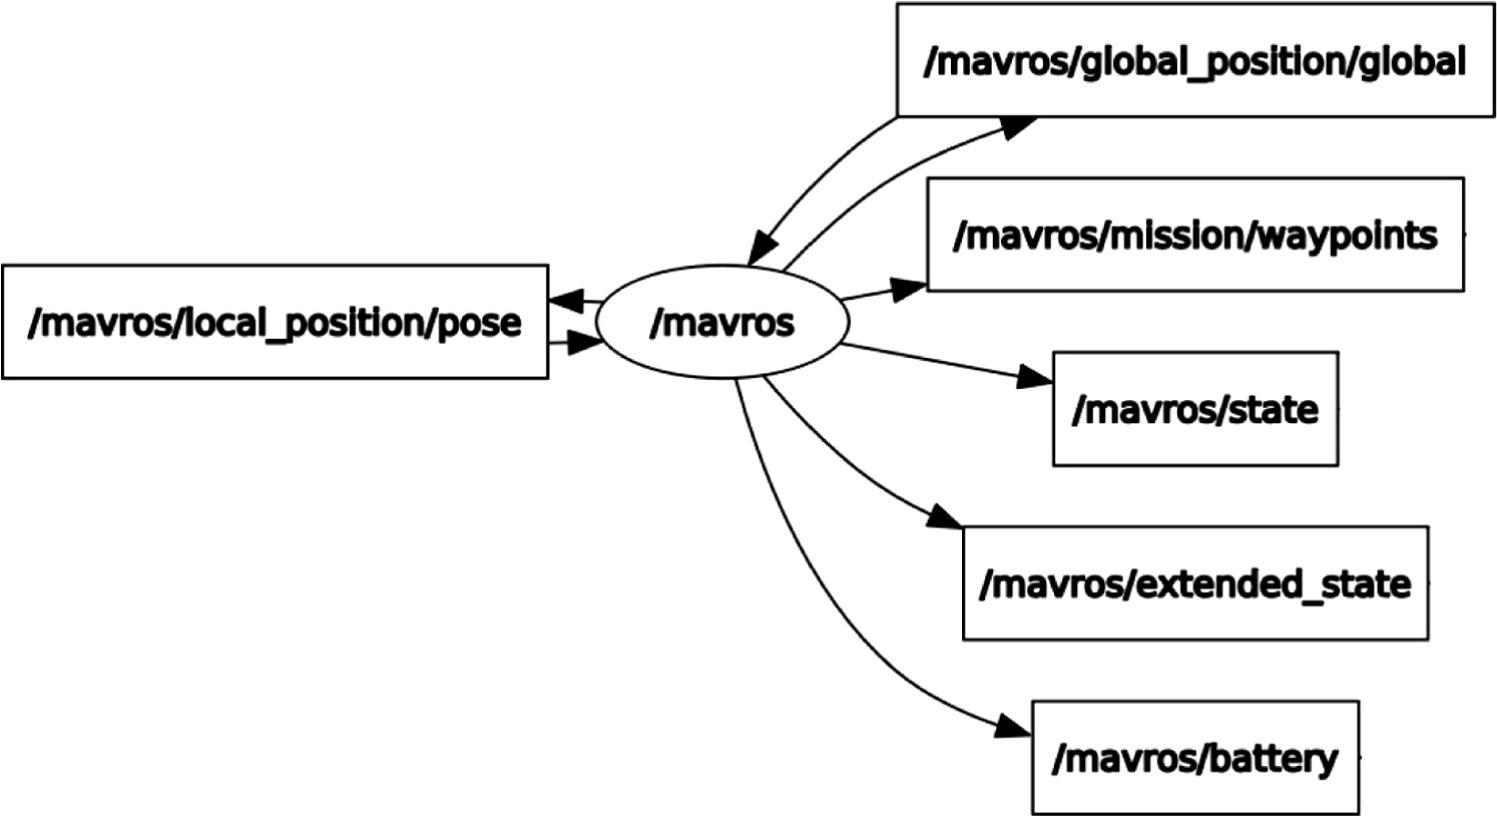 /mavros/global_position/global
/mavros/mission/waypoints
/mavros/local_position/pose
/mavros
/mavros/state
/mavros/extended_state
/mavros/battery